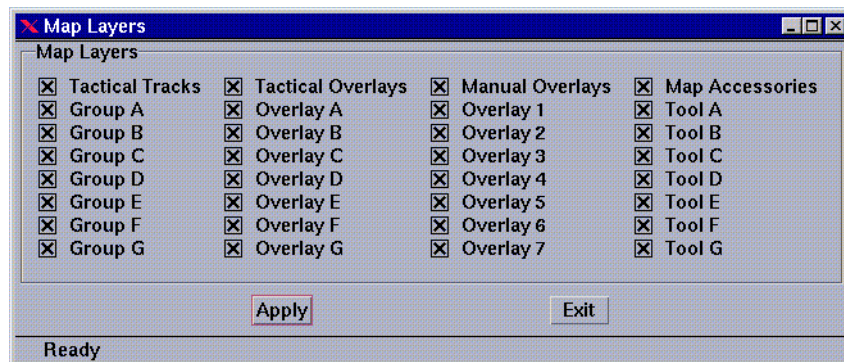 Map Layers
Map Layers
Tactical Tracks Tactical Overlays Manual Overlays Map Accessories
Group A Overlay A Overlay 1 Tool A
Group B Overlay B Overlay 2 Tool B
Group C Overlay C Overlay 3 Tool C
Group D Overlay D Overlay 4 Tool D
Group E Overlay E Overlay 5 Tool E
Group F Overlay F Overlay 6 Tool F
Group G Overlay G Overlay 7 Tool G
Apply Exit
Ready